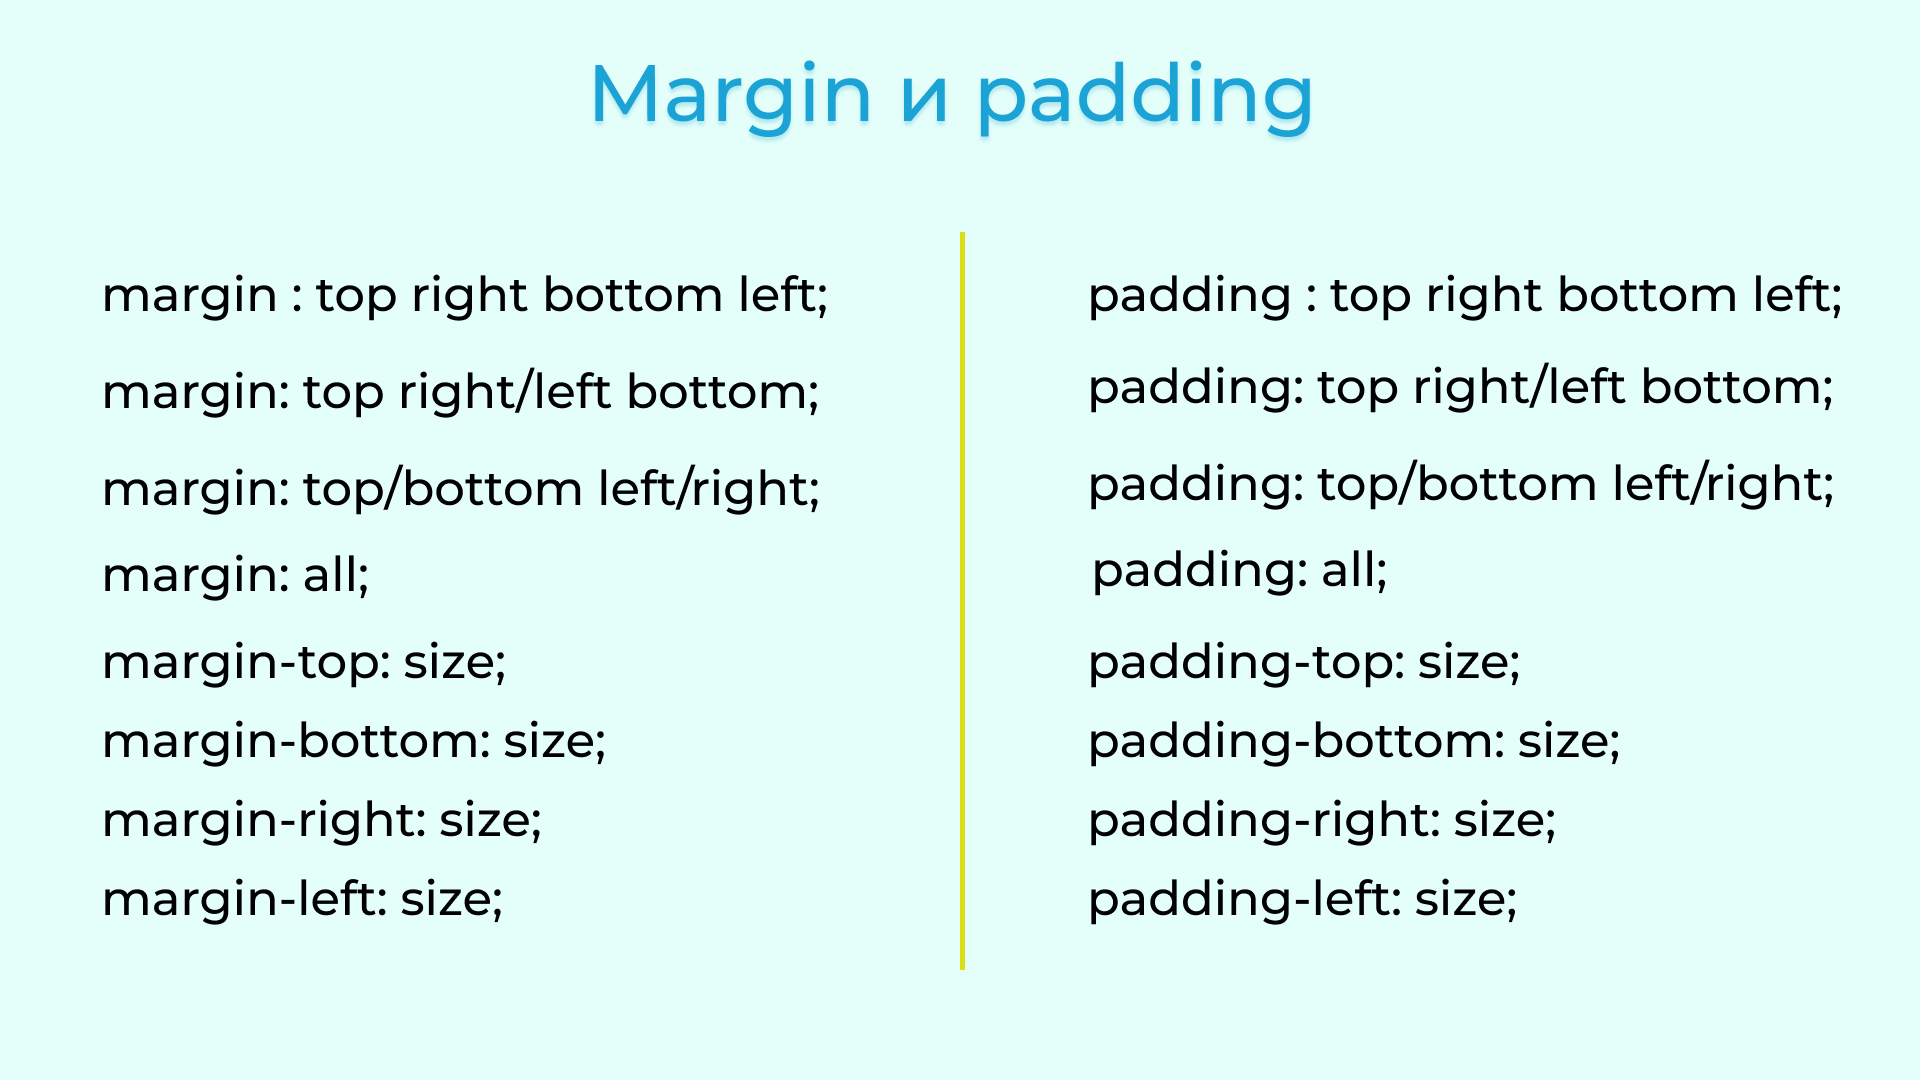 Margin и padding
margin : top right bottom left;
margin: top right/left bottom;
margin: top/bottom left/right;
margin: all;
margin-top: size;
margin-bottom: size;
margin-right: size;
margin-left: size;
padding : top right bottom left;
padding: top right/left bottom;
padding: top/bottom left/right;
padding: all;
padding-top: size;
padding-bottom: size;
padding-right: size;
padding-left: size;